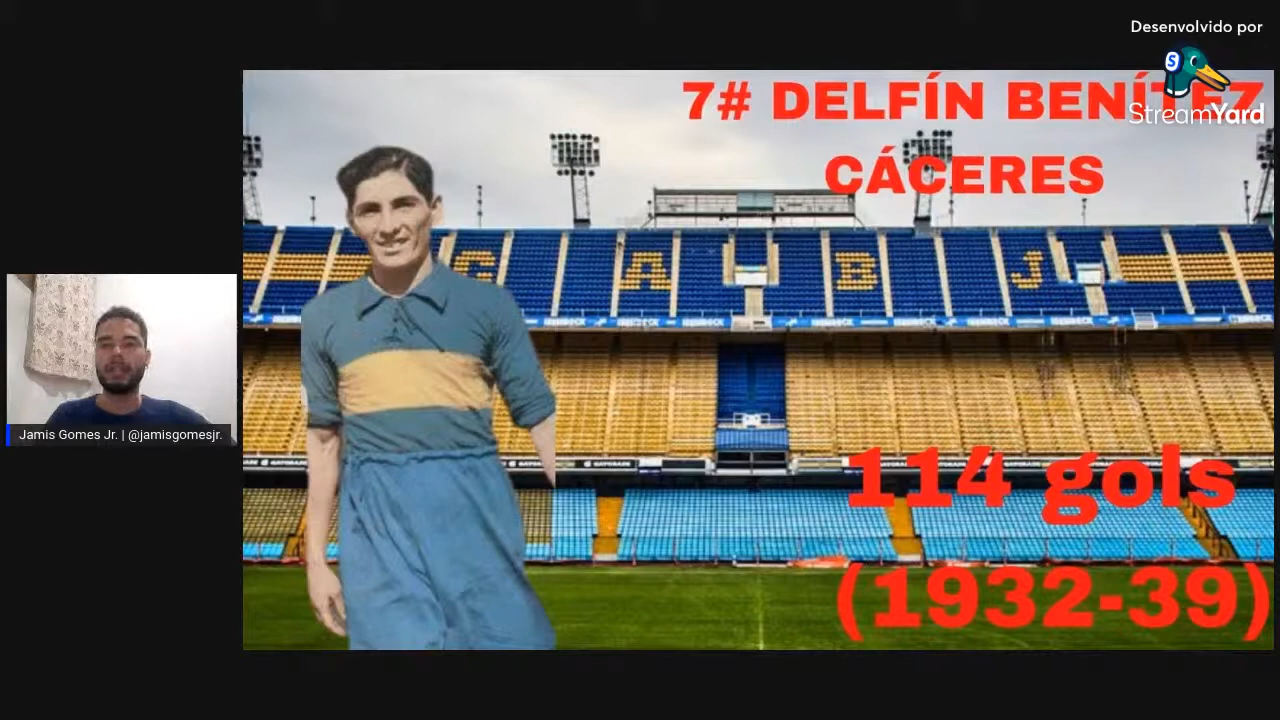 Desenvolvido por
StreamYard
7# DELFÍN BENÍTEZ
CÁCERES
G A B J
114 gols
(1932-39)
Jamis Gomes Jr. | @jamisgomesjr.